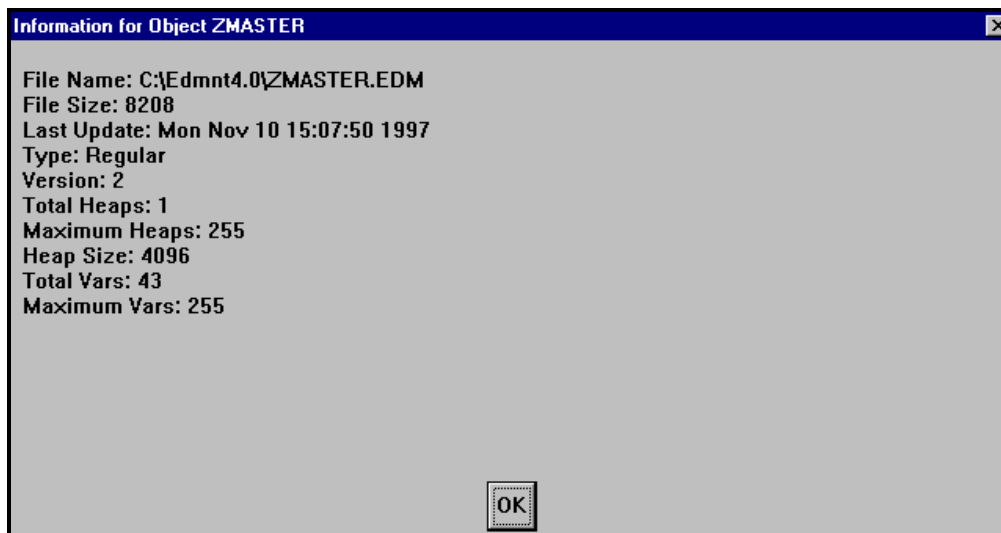 Information for Object ZMASTER
File Name: C:\Edmnt4.0\ZMASTER.EDM
File Size: 8208
Last Update: Mon Nov 10 15:07:50 1997
Type: Regular
Version: 2
Total Heaps: 1
Maximum Heaps: 255
Heap Size: 4096
Total Vars: 43
Maximum Vars: 255
OK